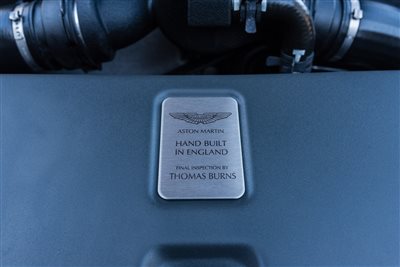 ASTON MARTIN
HAND BUILT
IN ENGLAND
FINAL INSPECTION BY
THOMAS BURNS